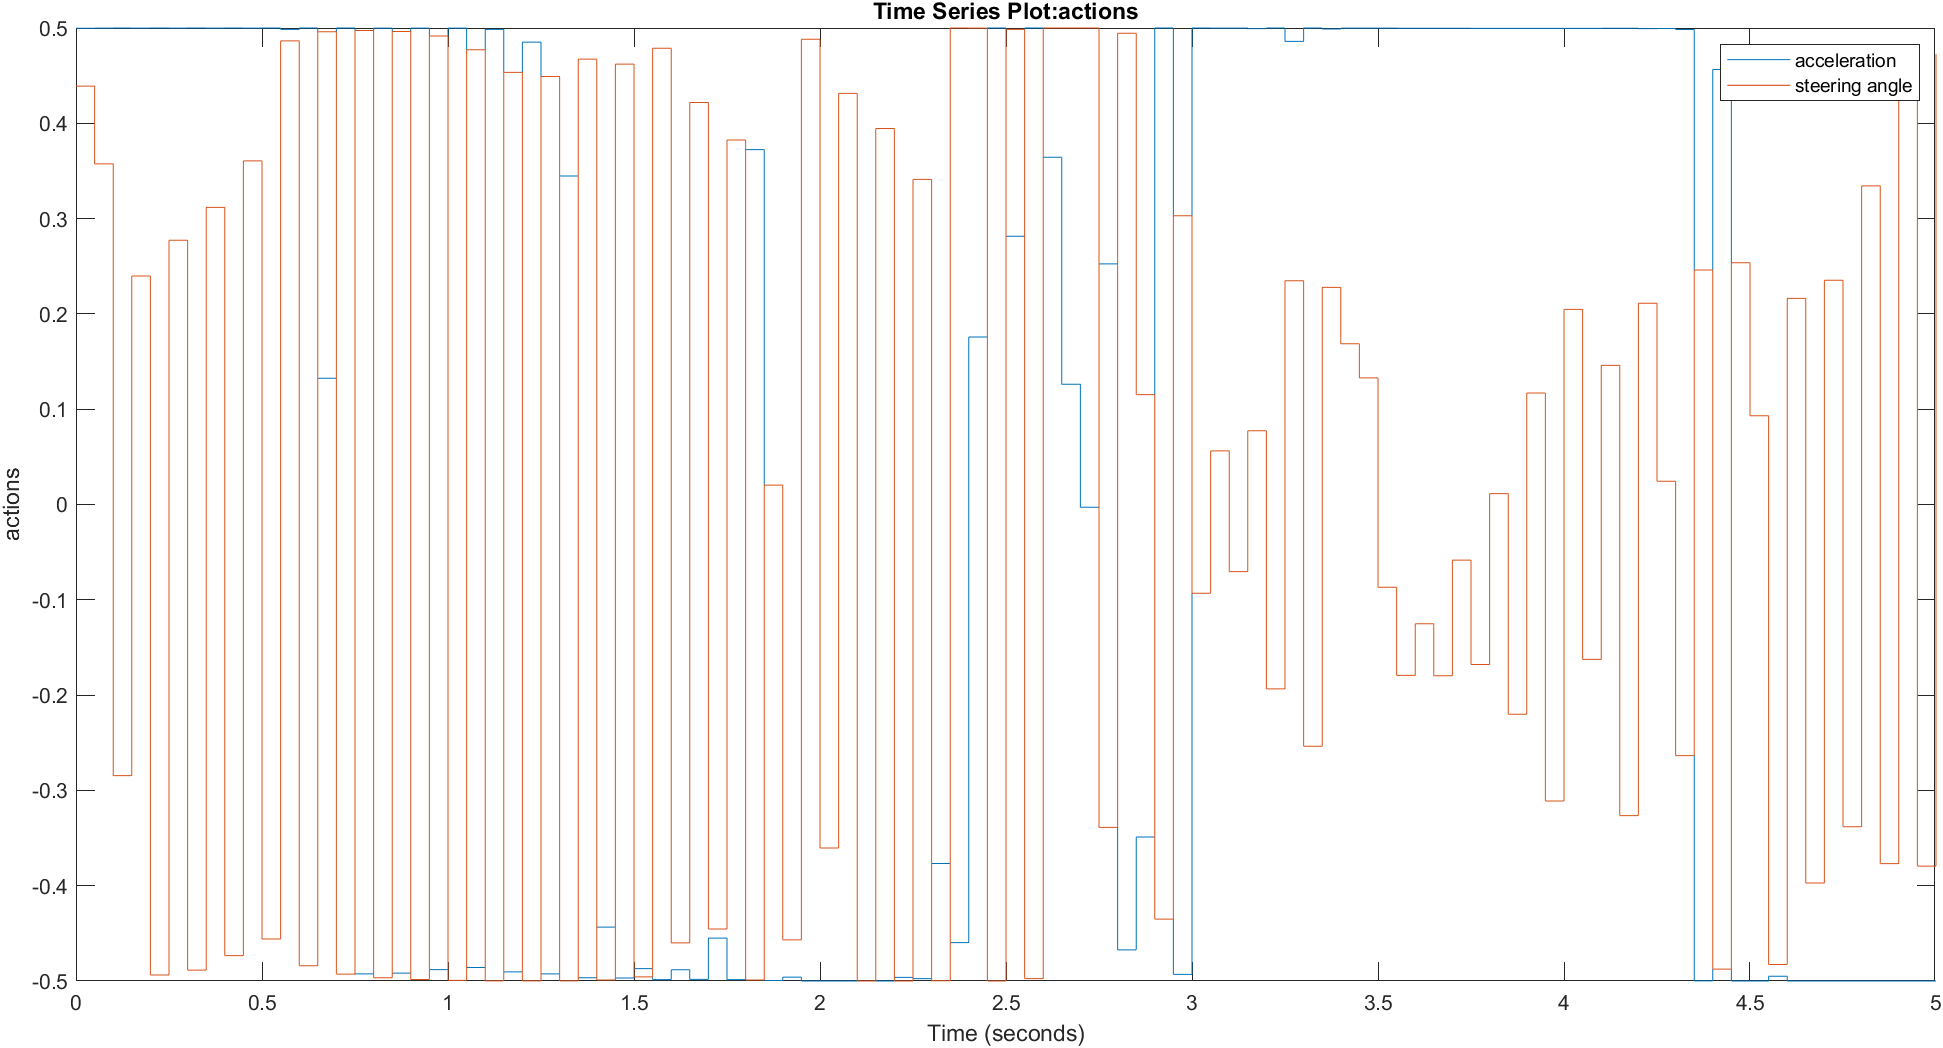 Time Series Plot:actions
acceleration
steering angle
0.5
0.4
0.3
0.2
0.1
0
-0.1
-0.2
-0.3
-0.4
-0.5
actions
0 0.5 1 1.5 2 2.5 3 3.5 4 4.5 5
Time (seconds)